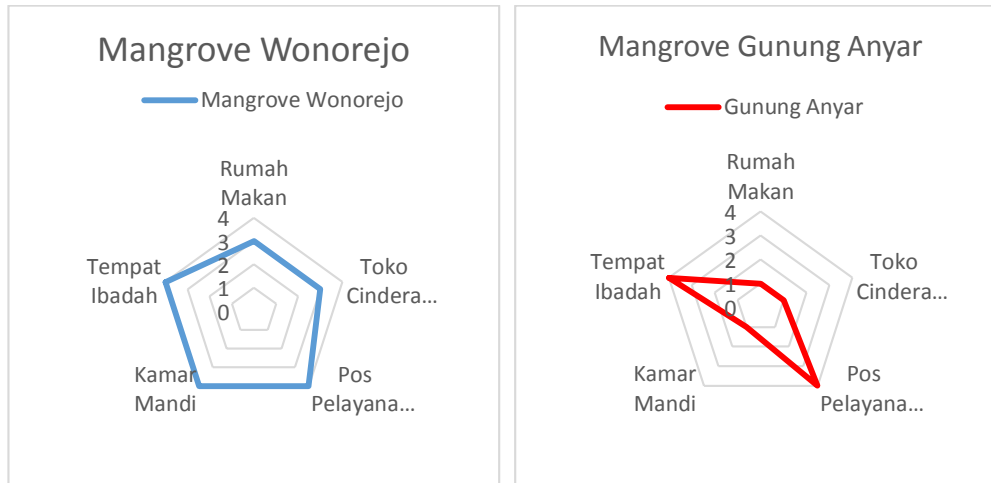 Mangrove Wonorejo
Mangrove Wonorejo
Rumah
Makan
4
3
2
1
0
Toko
Cindera...
Pos
Pelayana...
Kamar
Mandi
Tempat
Ibadah
Mangrove Gunung Anyar
Gunung Anyar
Rumah
Makan
4
3
2
1
0
Toko
Cindera...
Pos
Pelayana...
Kamar
Mandi
Tempat
Ibadah